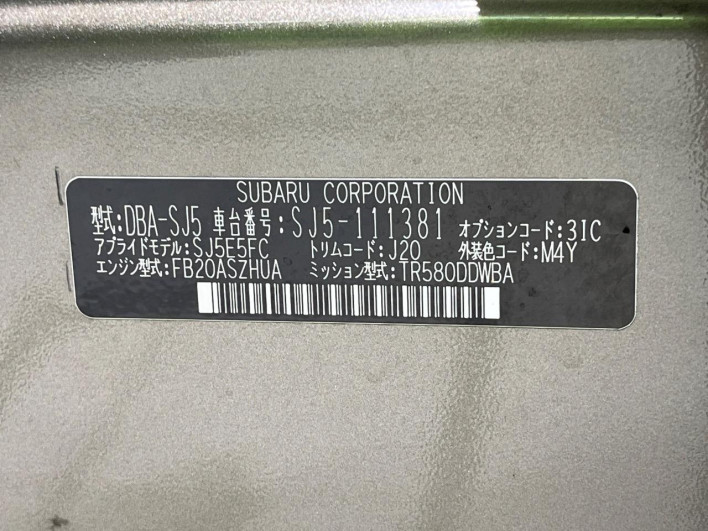 SUBARU CORPORATION
型式:DBA-SJ5 車台番号:SJ5-111381 オプションコード:3IC
アプライドモデル:SJ5E5FC トリムコード:J20 外装色コード:M4Y
エンジン型式:FB20ASZHUA ミッション型式:TR580DDWBA